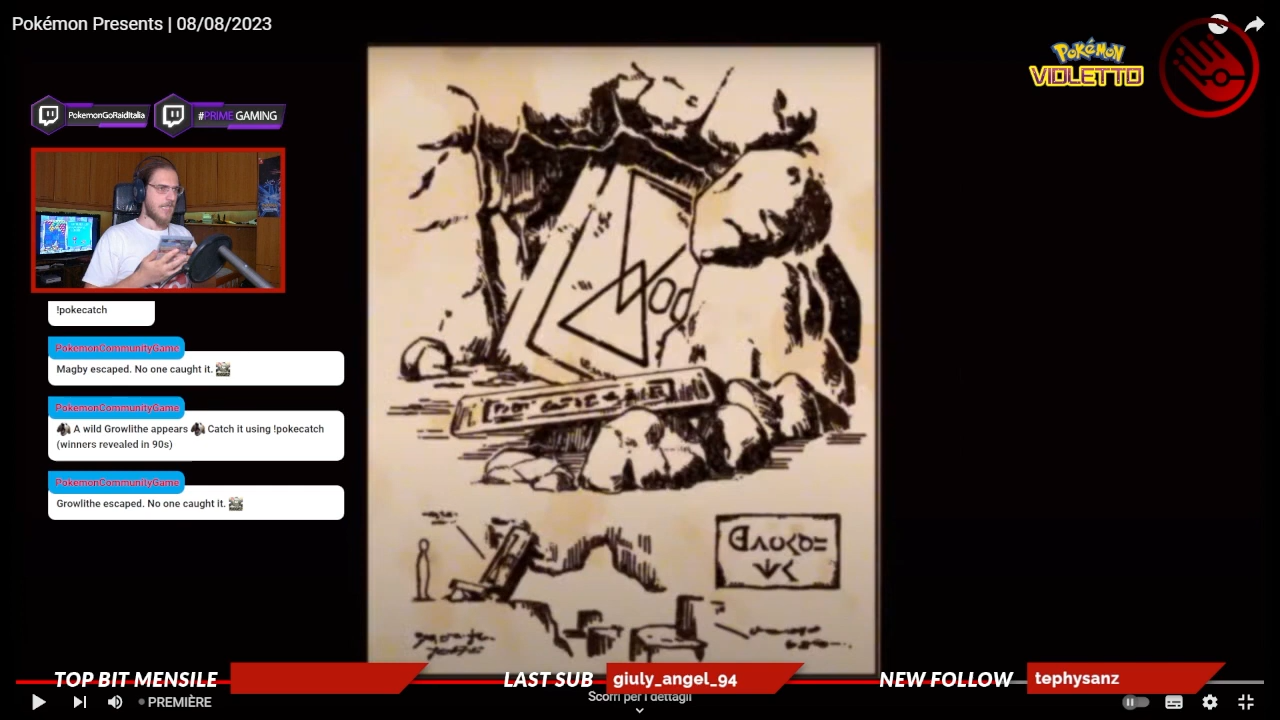 Pokémon Presents | 08/08/2023
POKÉMON
VIOLETTO
PokemonGoRaidItalia
#PRIME GAMING
!pokecatch
PokemonCommunityGame
Magby escaped. No one caught it.
PokemonCommunityGame
A wild Growlithe appears Catch it using !pokecatch
(winners revealed in 90s)
PokemonCommunityGame
Growlithe escaped. No one caught it.
TOP BIT MENSILE
LAST SUB giuly_angel_94
NEW FOLLOW tephysanz
PREMIÈRE
Scorri per i dettagli